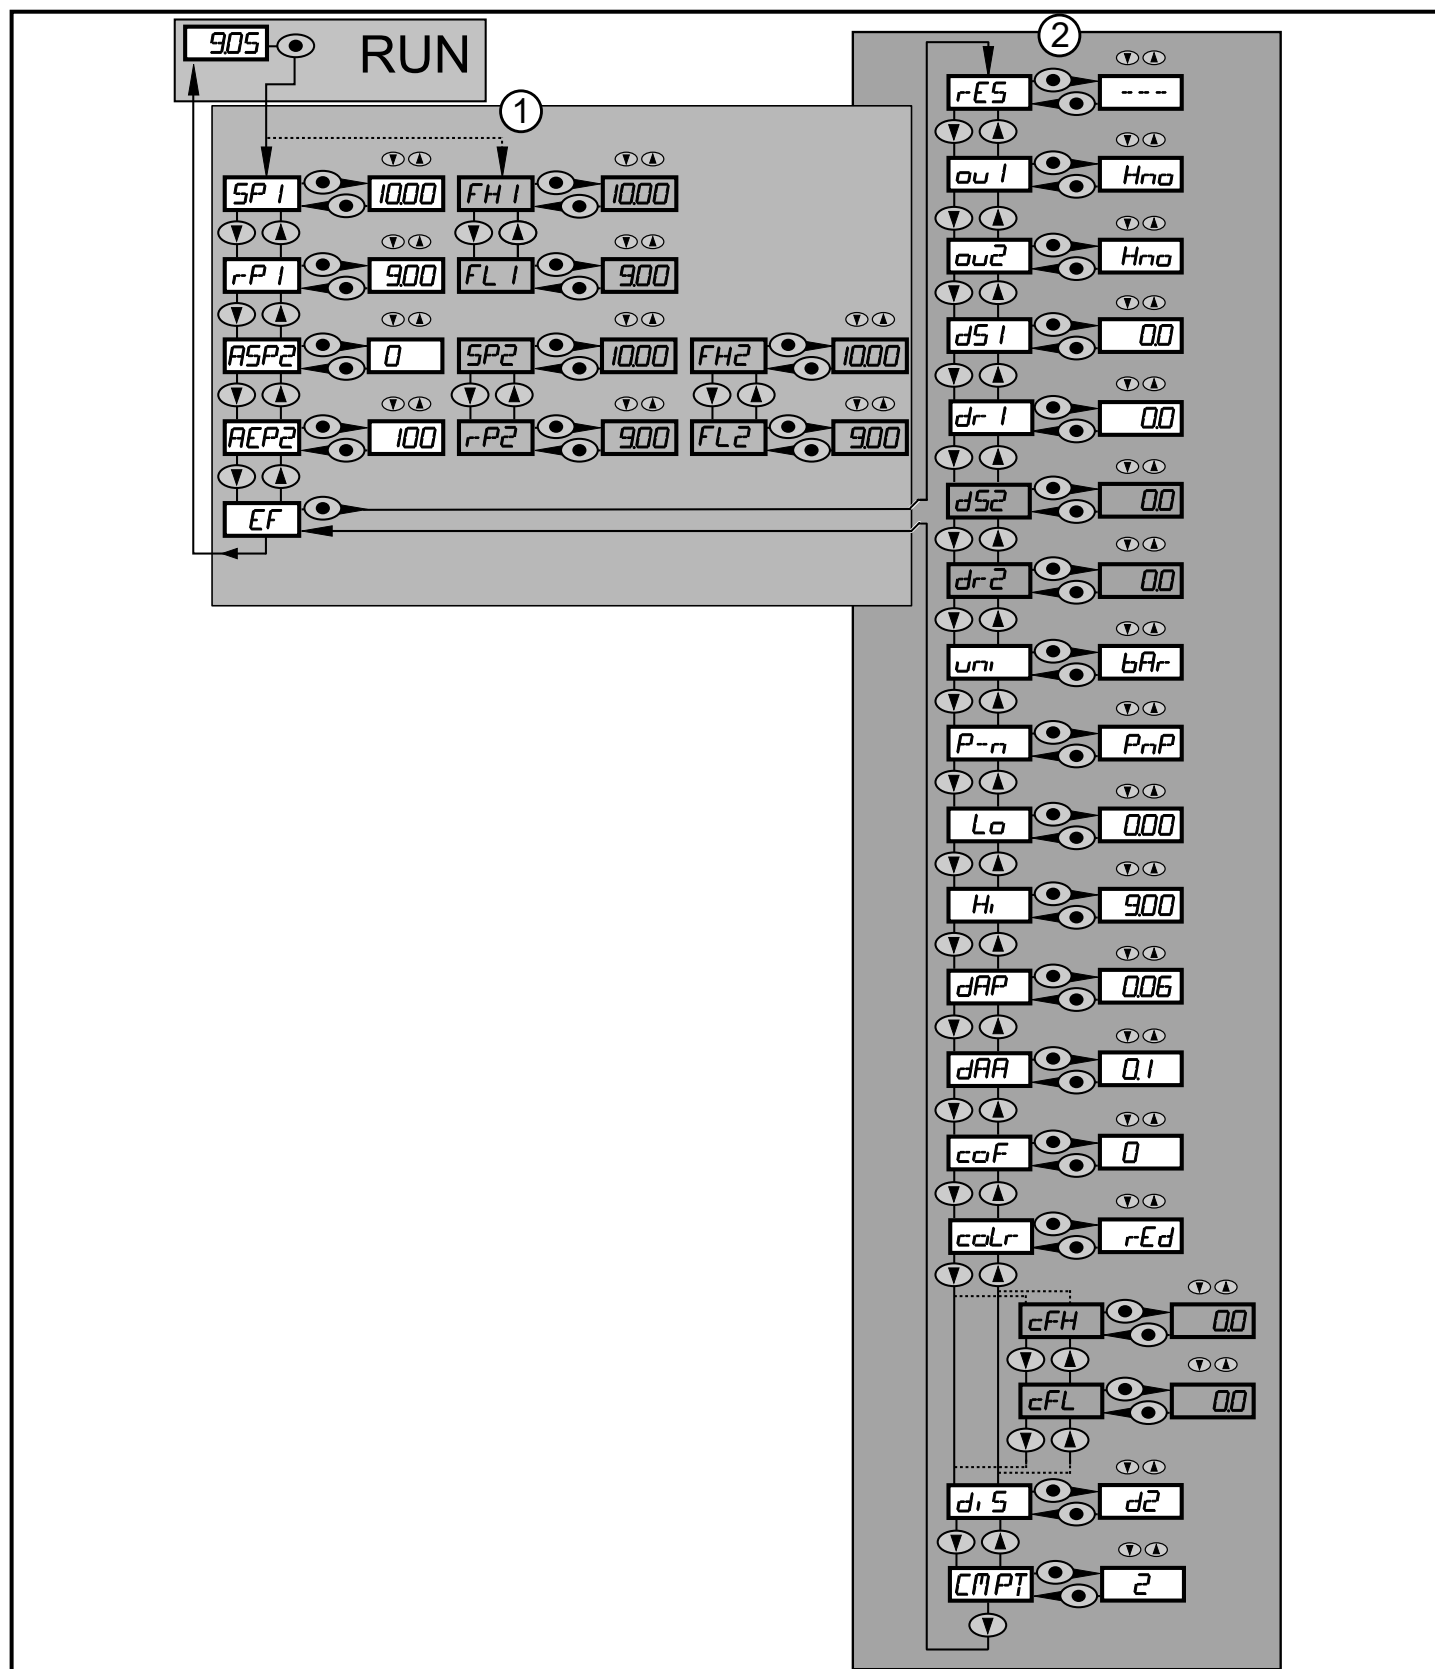 9.05 RUN
1
SP1 10.00 FH1 10.00
rP1 9.00 FL1 9.00
ASP2 0 SP2 10.00 FH2 10.00
AEP2 100 rP2 9.00 FL2 9.00
EF
2
rES ---
ou1 Hno
ou2 Hno
dS1 0.0
dr1 0.0
dS2 0.0
dr2 0.0
uni bAr
P-n PnP
Lo 0.00
Hi 9.00
dAP 0.06
dAA 0.1
coF 0
coLr rEd
cFH 0.0
cFL 0.0
diS d2
CMPT 2